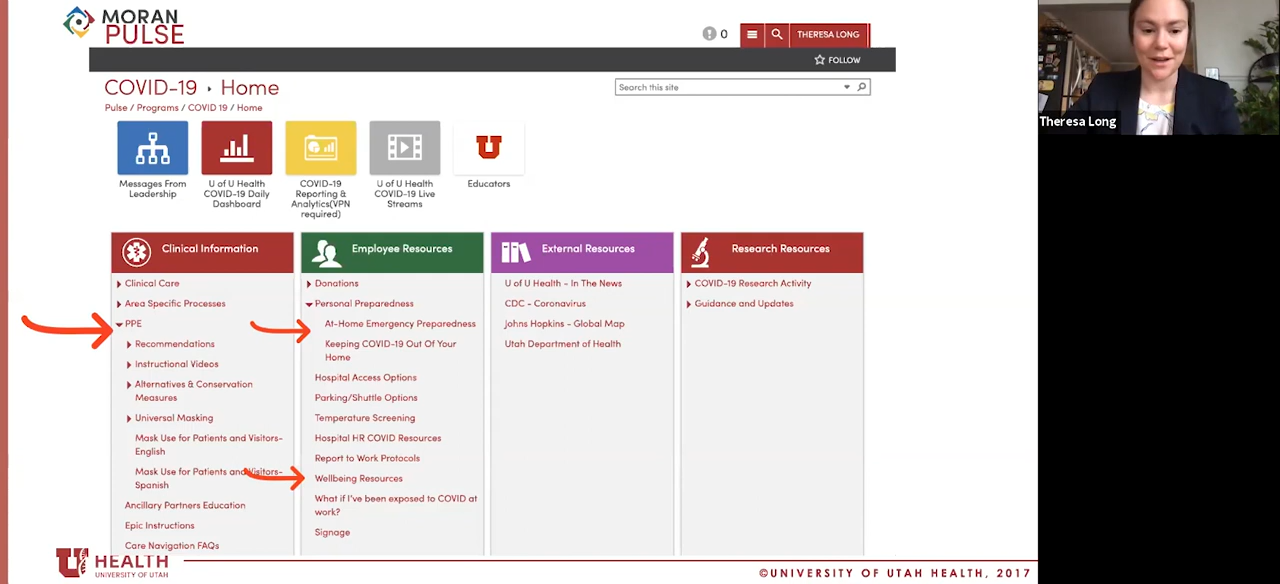 MORAN
PULSE
0
THERESA LONG
FOLLOW
COVID-19 ▸ Home
Search this site
Pulse / Programs / COVID 19 / Home
Messages From
Leadership
U of U Health
COVID-19 Daily
Dashboard
COVID-19
Reporting &
Analytics(VPN
required)
U of U Health
COVID-19 Live
Streams
U
Educators
Clinical Information
Clinical Care
Area Specific Processes
PPE
Recommendations
Instructional Videos
Alternatives & Conservation
Measures
Universal Masking
Mask Use for Patients and Visitors-
English
Mask Use for Patients and Visitors-
Spanish
Ancillary Partners Education
Epic Instructions
Care Navigation FAQs
Employee Resources
Donations
Personal Preparedness
At-Home Emergency Preparedness
Keeping COVID-19 Out Of Your
Home
Hospital Access Options
Parking/Shuttle Options
Temperature Screening
Hospital HR COVID Resources
Report to Work Protocols
Wellbeing Resources
What if I've been exposed to COVID at
work?
Signage
External Resources
U of U Health - In The News
CDC - Coronavirus
Johns Hopkins - Global Map
Utah Department of Health
Research Resources
COVID-19 Research Activity
Guidance and Updates
Theresa Long
U HEALTH
UNIVERSITY OF UTAH
©UNIVERSITY OF UTAH HEALTH, 2017